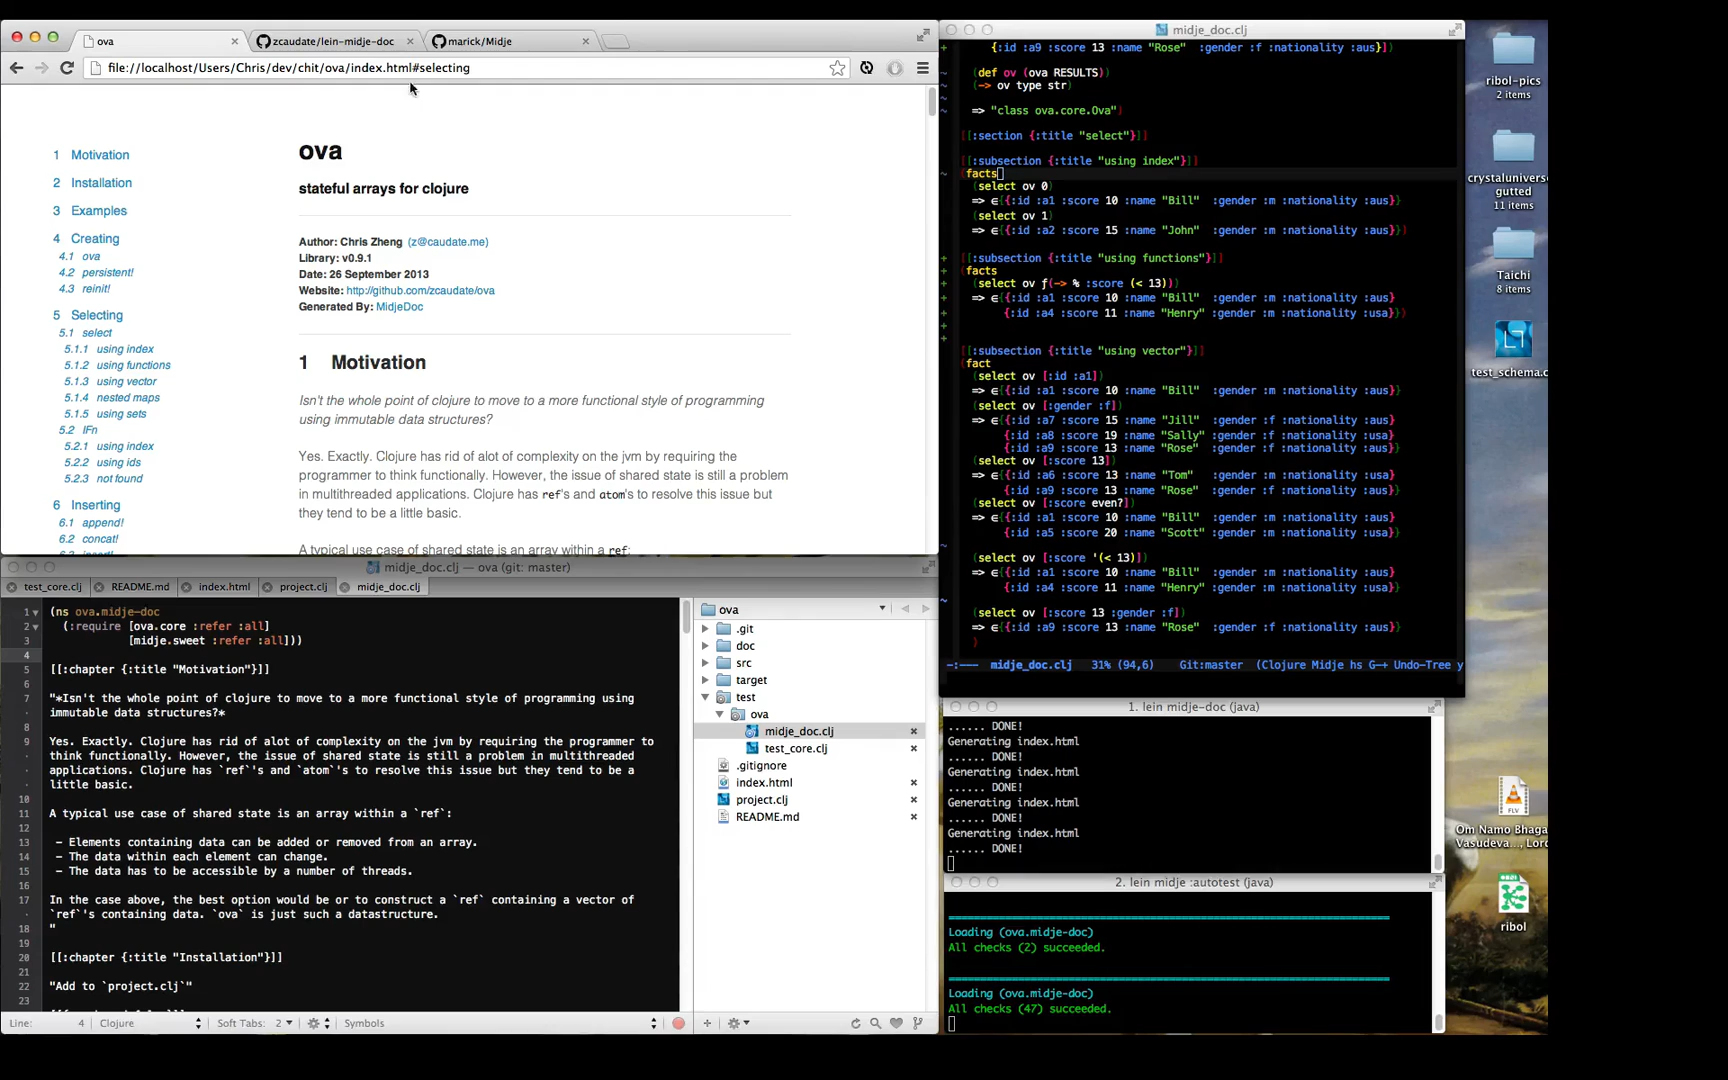 ova
zcaudate/lein-midje-doc
marick/Midje
file://localhost/Users/Chris/dev/chit/ova/index.html#selecting
1 Motivation
2 Installation
3 Examples
4 Creating
4.1 ova
4.2 persistent!
4.3 reinit!
5 Selecting
5.1 select
5.1.1 using index
5.1.2 using functions
5.1.3 using vector
5.1.4 nested maps
5.1.5 using sets
5.2 IFn
5.2.1 using index
5.2.2 using ids
5.2.3 not found
6 Inserting
6.1 append!
6.2 concat!
ova
stateful arrays for clojure
Author: Chris Zheng (z@caudate.me)
Library: v0.9.1
Date: 26 September 2013
Website: http://github.com/zcaudate/ova
Generated By: MidjeDoc
1 Motivation
Isn't the whole point of clojure to move to a more functional style of programming
using immutable data structures?
Yes. Exactly. Clojure has rid of alot of complexity on the jvm by requiring the
programmer to think functionally. However, the issue of shared state is still a problem
in multithreaded applications. Clojure has ref's and atom's to resolve this issue but
they tend to be a little basic.
A typical use case of shared state is an array within a ref:
midje_doc.clj — ova (git: master)
test_core.clj
README.md
index.html
project.clj
midje_doc.clj
1 (ns ova.midje-doc
2 (:require [ova.core :refer :all]
3 [midje.sweet :refer :all]))
4
5 [[:chapter {:title "Motivation"}]]
6
7 "*Isn't the whole point of clojure to move to a more functional style of programming using
immutable data structures?*
8
9 Yes. Exactly. Clojure has rid of alot of complexity on the jvm by requiring the programmer to
think functionally. However, the issue of shared state is still a problem in multithreaded
applications. Clojure has `ref`'s and `atom`'s to resolve this issue but they tend to be a
little basic.
10
11 A typical use case of shared state is an array within a `ref`:
12
13 - Elements containing data can be added or removed from an array.
14 - The data within each element can change.
15 - The data has to be accessible by a number of threads.
16
17 In the case above, the best option would be or to construct a `ref` containing a vector of
`ref`'s containing data. `ova` is just such a datastructure.
18 "
19
20 [[:chapter {:title "Installation"}]]
21
22 "Add to `project.clj`"
23
Line: 4 Clojure Soft Tabs: 2 Symbols
ova
.git
doc
src
target
test
ova
midje_doc.clj
test_core.clj
.gitignore
index.html
project.clj
README.md
midje_doc.clj
{:id :a9 :score 13 :name "Rose" :gender :f :nationality :aus}])
(def ov (ova RESULTS))
(-> ov type str)
=> "class ova.core.Ova")
[[:section {:title "select"}]]
[[:subsection {:title "using index"}]]
(facts
(select ov 0)
=> ∈{{:id :a1 :score 10 :name "Bill" :gender :m :nationality :aus}}
(select ov 1)
=> ∈{{:id :a2 :score 15 :name "John" :gender :m :nationality :aus}})
[[:subsection {:title "using functions"}]]
(facts
(select ov ƒ(-> % :score (< 13)))
=> ∈{{:id :a1 :score 10 :name "Bill" :gender :m :nationality :aus}
{:id :a4 :score 11 :name "Henry" :gender :m :nationality :usa}})
[[:subsection {:title "using vector"}]]
(fact
(select ov [:id :a1])
=> ∈{{:id :a1 :score 10 :name "Bill" :gender :m :nationality :aus}}
(select ov [:gender :f])
=> ∈{{:id :a7 :score 15 :name "Jill" :gender :f :nationality :aus}
{:id :a8 :score 19 :name "Sally" :gender :f :nationality :usa}
{:id :a9 :score 13 :name "Rose" :gender :f :nationality :aus}}
(select ov [:score 13])
=> ∈{{:id :a6 :score 13 :name "Tom" :gender :m :nationality :usa}
{:id :a9 :score 13 :name "Rose" :gender :f :nationality :aus}}
(select ov [:score even?])
=> ∈{{:id :a1 :score 10 :name "Bill" :gender :m :nationality :aus}
{:id :a5 :score 20 :name "Scott" :gender :m :nationality :usa}}
(select ov [:score '(< 13)])
=> ∈{{:id :a1 :score 10 :name "Bill" :gender :m :nationality :aus}
{:id :a4 :score 11 :name "Henry" :gender :m :nationality :usa}}
(select ov [:score 13 :gender :f])
=> ∈{{:id :a9 :score 13 :name "Rose" :gender :f :nationality :aus}}
)
-:--- midje_doc.clj 31% (94,6) Git:master (Clojure Midje hs G-+ Undo-Tree y
1. lein midje-doc (java)
...... DONE!
Generating index.html
...... DONE!
Generating index.html
...... DONE!
Generating index.html
...... DONE!
Generating index.html
...... DONE!
2. lein midje :autotest (java)
Loading (ova.midje-doc)
All checks (2) succeeded.
Loading (ova.midje-doc)
All checks (47) succeeded.
ribol-pics
2 items
crystaluniverse
gutted
11 items
Taichi
8 items
test_schema.c
FLV
Om Namo Bhaga
Vasudeva..., Lord
ribol